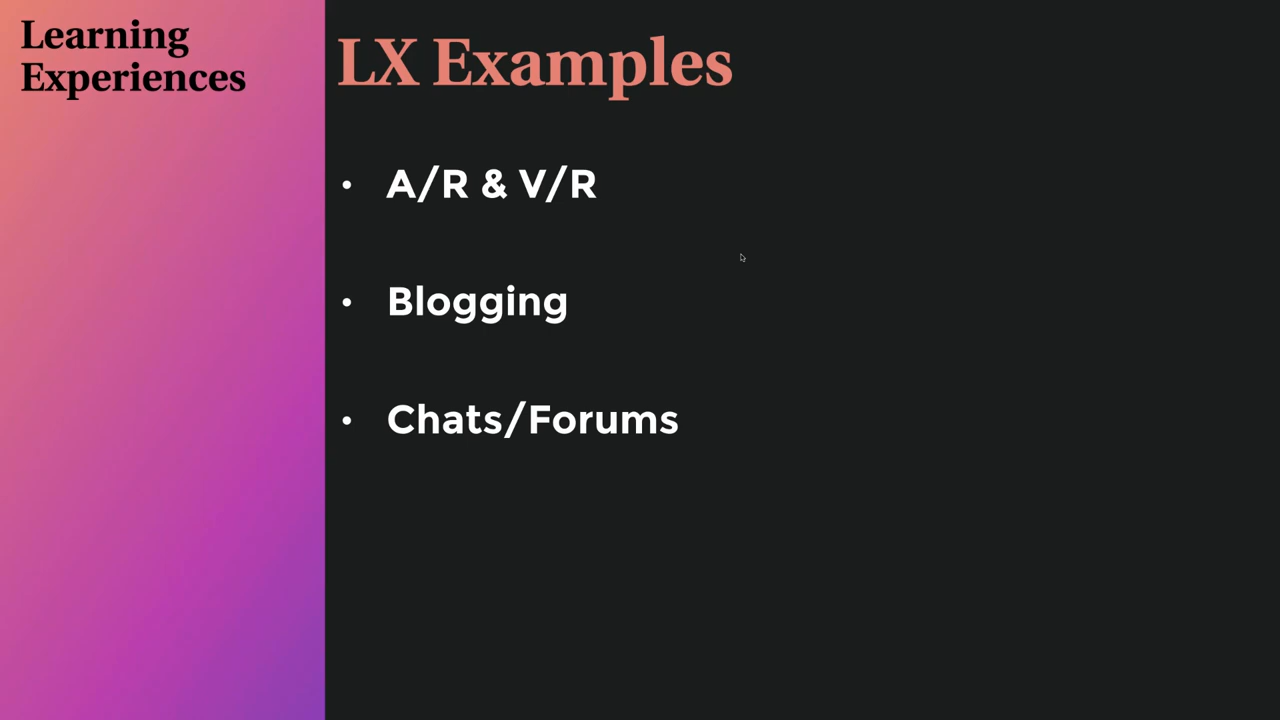 Learning
Experiences
LX Examples
• A/R & V/R
• Blogging
• Chats/Forums